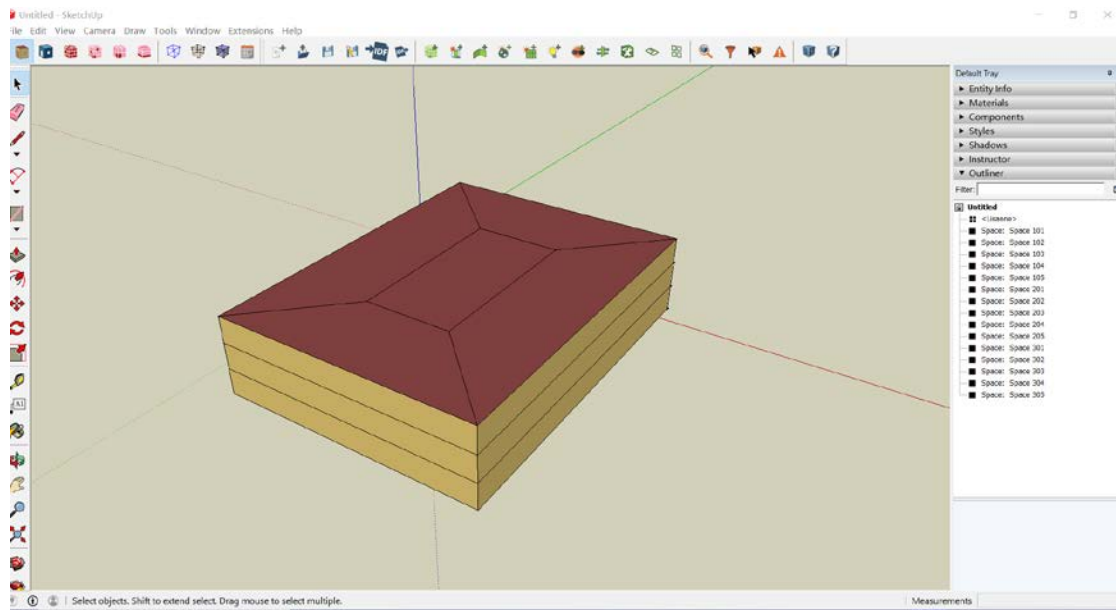 Untitled - SketchUp
ile Edit View Camera Draw Tools Window Extensions Help
IDF
Default Tray
Entity Info
Materials
Components
Styles
Shadows
Instructor
Outliner
Filter:
Untitled
Space: Space 101
Space: Space 102
Space: Space 103
Space: Space 104
Space: Space 105
Space: Space 201
Space: Space 202
Space: Space 203
Space: Space 204
Space: Space 205
Space: Space 301
Space: Space 302
Space: Space 303
Space: Space 304
Space: Space 305
A1
Select objects. Shift to extend select. Drag mouse to select multiple.
Measurements